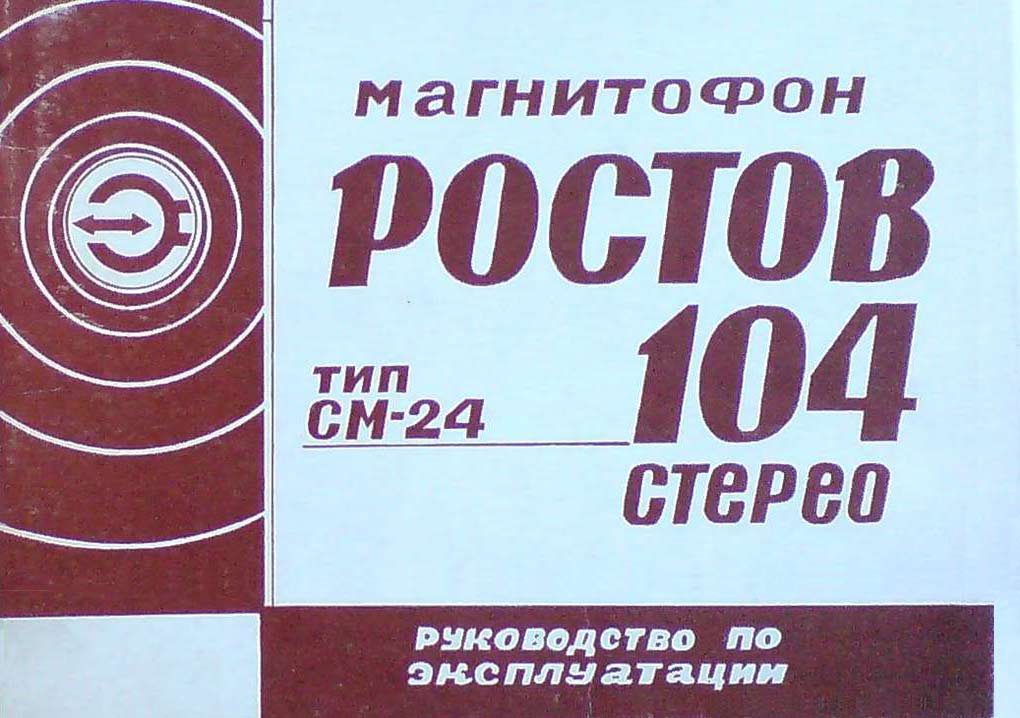 магнитофон
РОСТОВ
104
тип
СМ-24
стерео
руководство по
эксплуатации